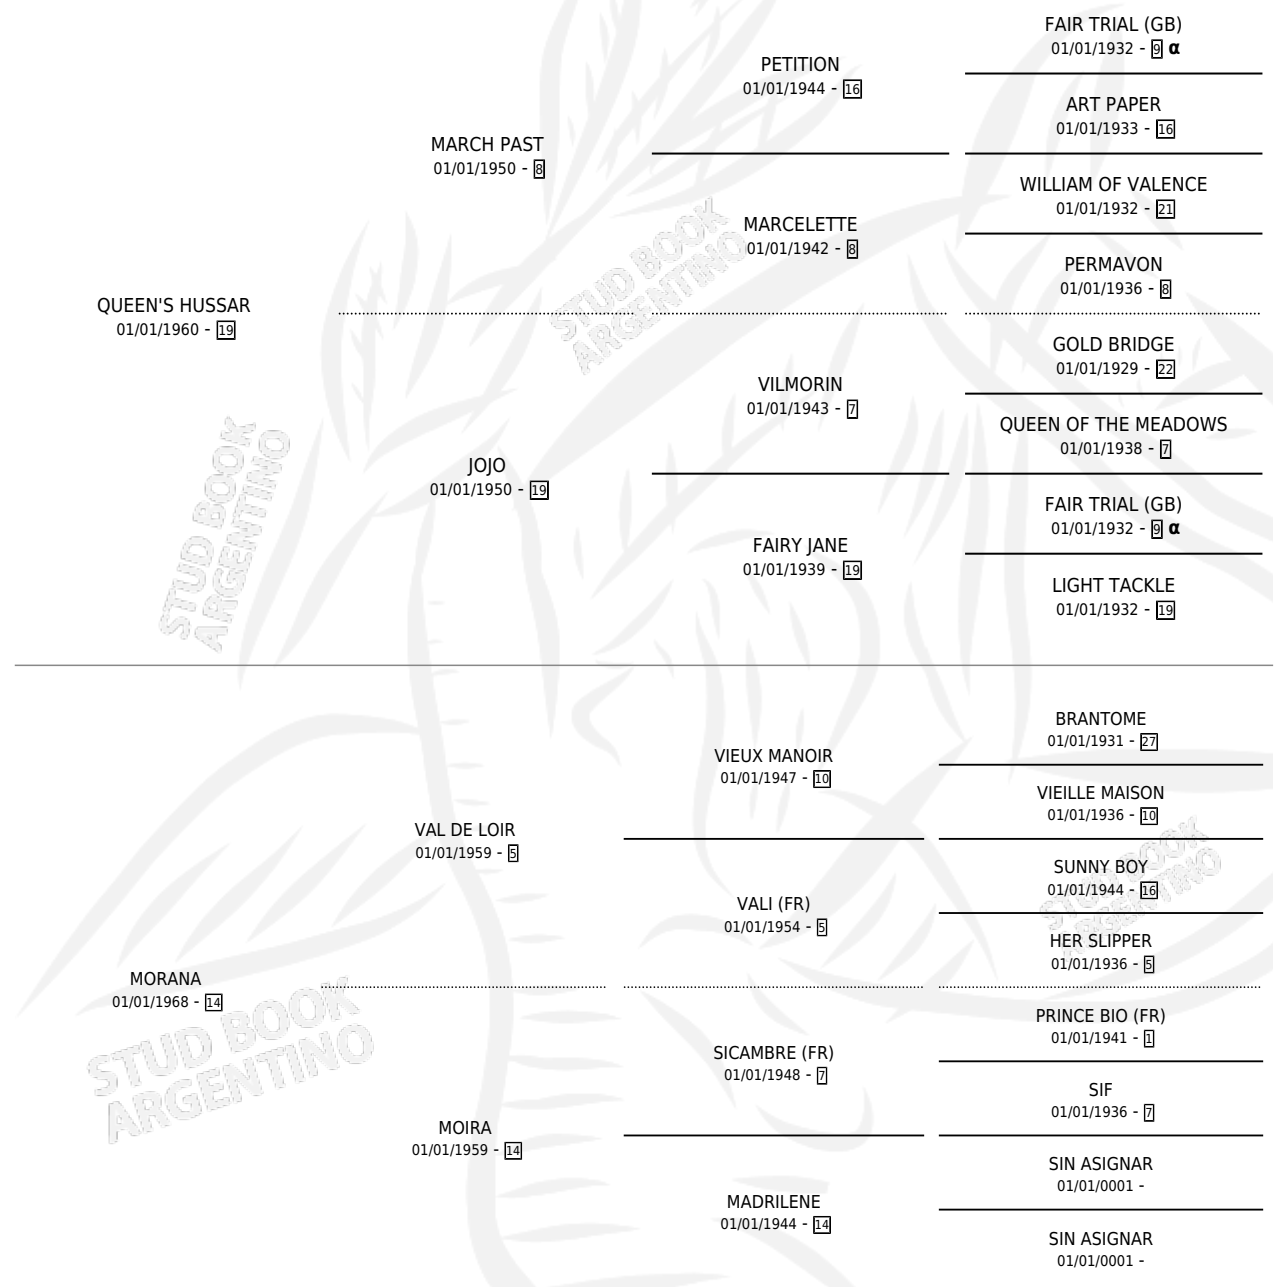 FAIR TRIAL (GB)
01/01/1932 - 9 α
PETITION
01/01/1944 - 16
ART PAPER
01/01/1933 - 16
MARCH PAST
01/01/1950 - 8
WILLIAM OF VALENCE
01/01/1932 - 21
MARCELETTE
01/01/1942 - 8
PERMAVON
01/01/1936 - 8
QUEEN'S HUSSAR
01/01/1960 - 19
GOLD BRIDGE
01/01/1929 - 22
VILMORIN
01/01/1943 - 7
QUEEN OF THE MEADOWS
01/01/1938 - 7
JOJO
01/01/1950 - 19
FAIR TRIAL (GB)
01/01/1932 - 9 α
FAIRY JANE
01/01/1939 - 19
LIGHT TACKLE
01/01/1932 - 19
STUD BOOK
ARGENTINO
STUD BOOK
ARGENTINO
BRANTOME
01/01/1931 - 27
VIEUX MANOIR
01/01/1947 - 10
VIEILLE MAISON
01/01/1936 - 10
VAL DE LOIR
01/01/1959 - 5
SUNNY BOY
01/01/1944 - 16
VALI (FR)
01/01/1954 - 5
HER SLIPPER
01/01/1936 - 5
MORANA
01/01/1968 - 14
PRINCE BIO (FR)
01/01/1941 - 1
SICAMBRE (FR)
01/01/1948 - 7
SIF
01/01/1936 - 7
MOIRA
01/01/1959 - 14
SIN ASIGNAR
01/01/0001 -
MADRILENE
01/01/1944 - 14
SIN ASIGNAR
01/01/0001 -
STUD BOOK
ARGENTINO
STUD BOOK
ARGENTINO